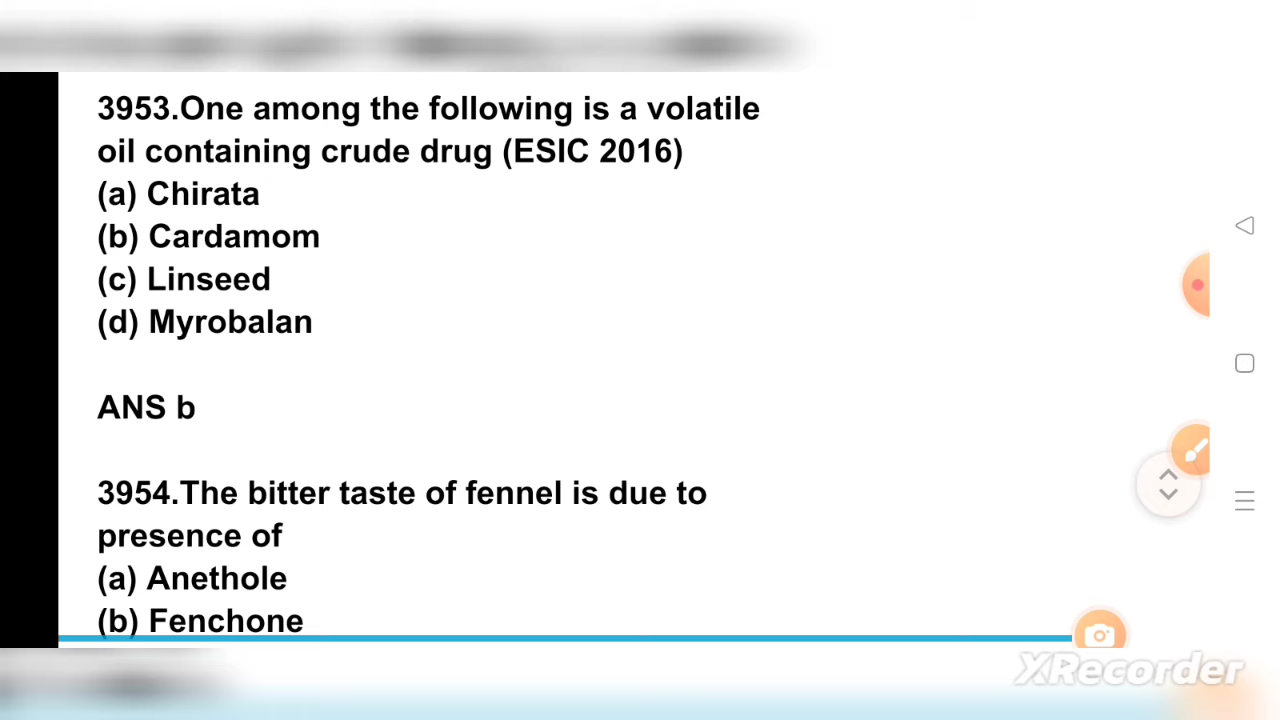 3953.One among the following is a volatile
oil containing crude drug (ESIC 2016)
(a) Chirata
(b) Cardamom
(c) Linseed
(d) Myrobalan
ANS b
3954.The bitter taste of fennel is due to
presence of
(a) Anethole
(b) Fenchone
XRecorder